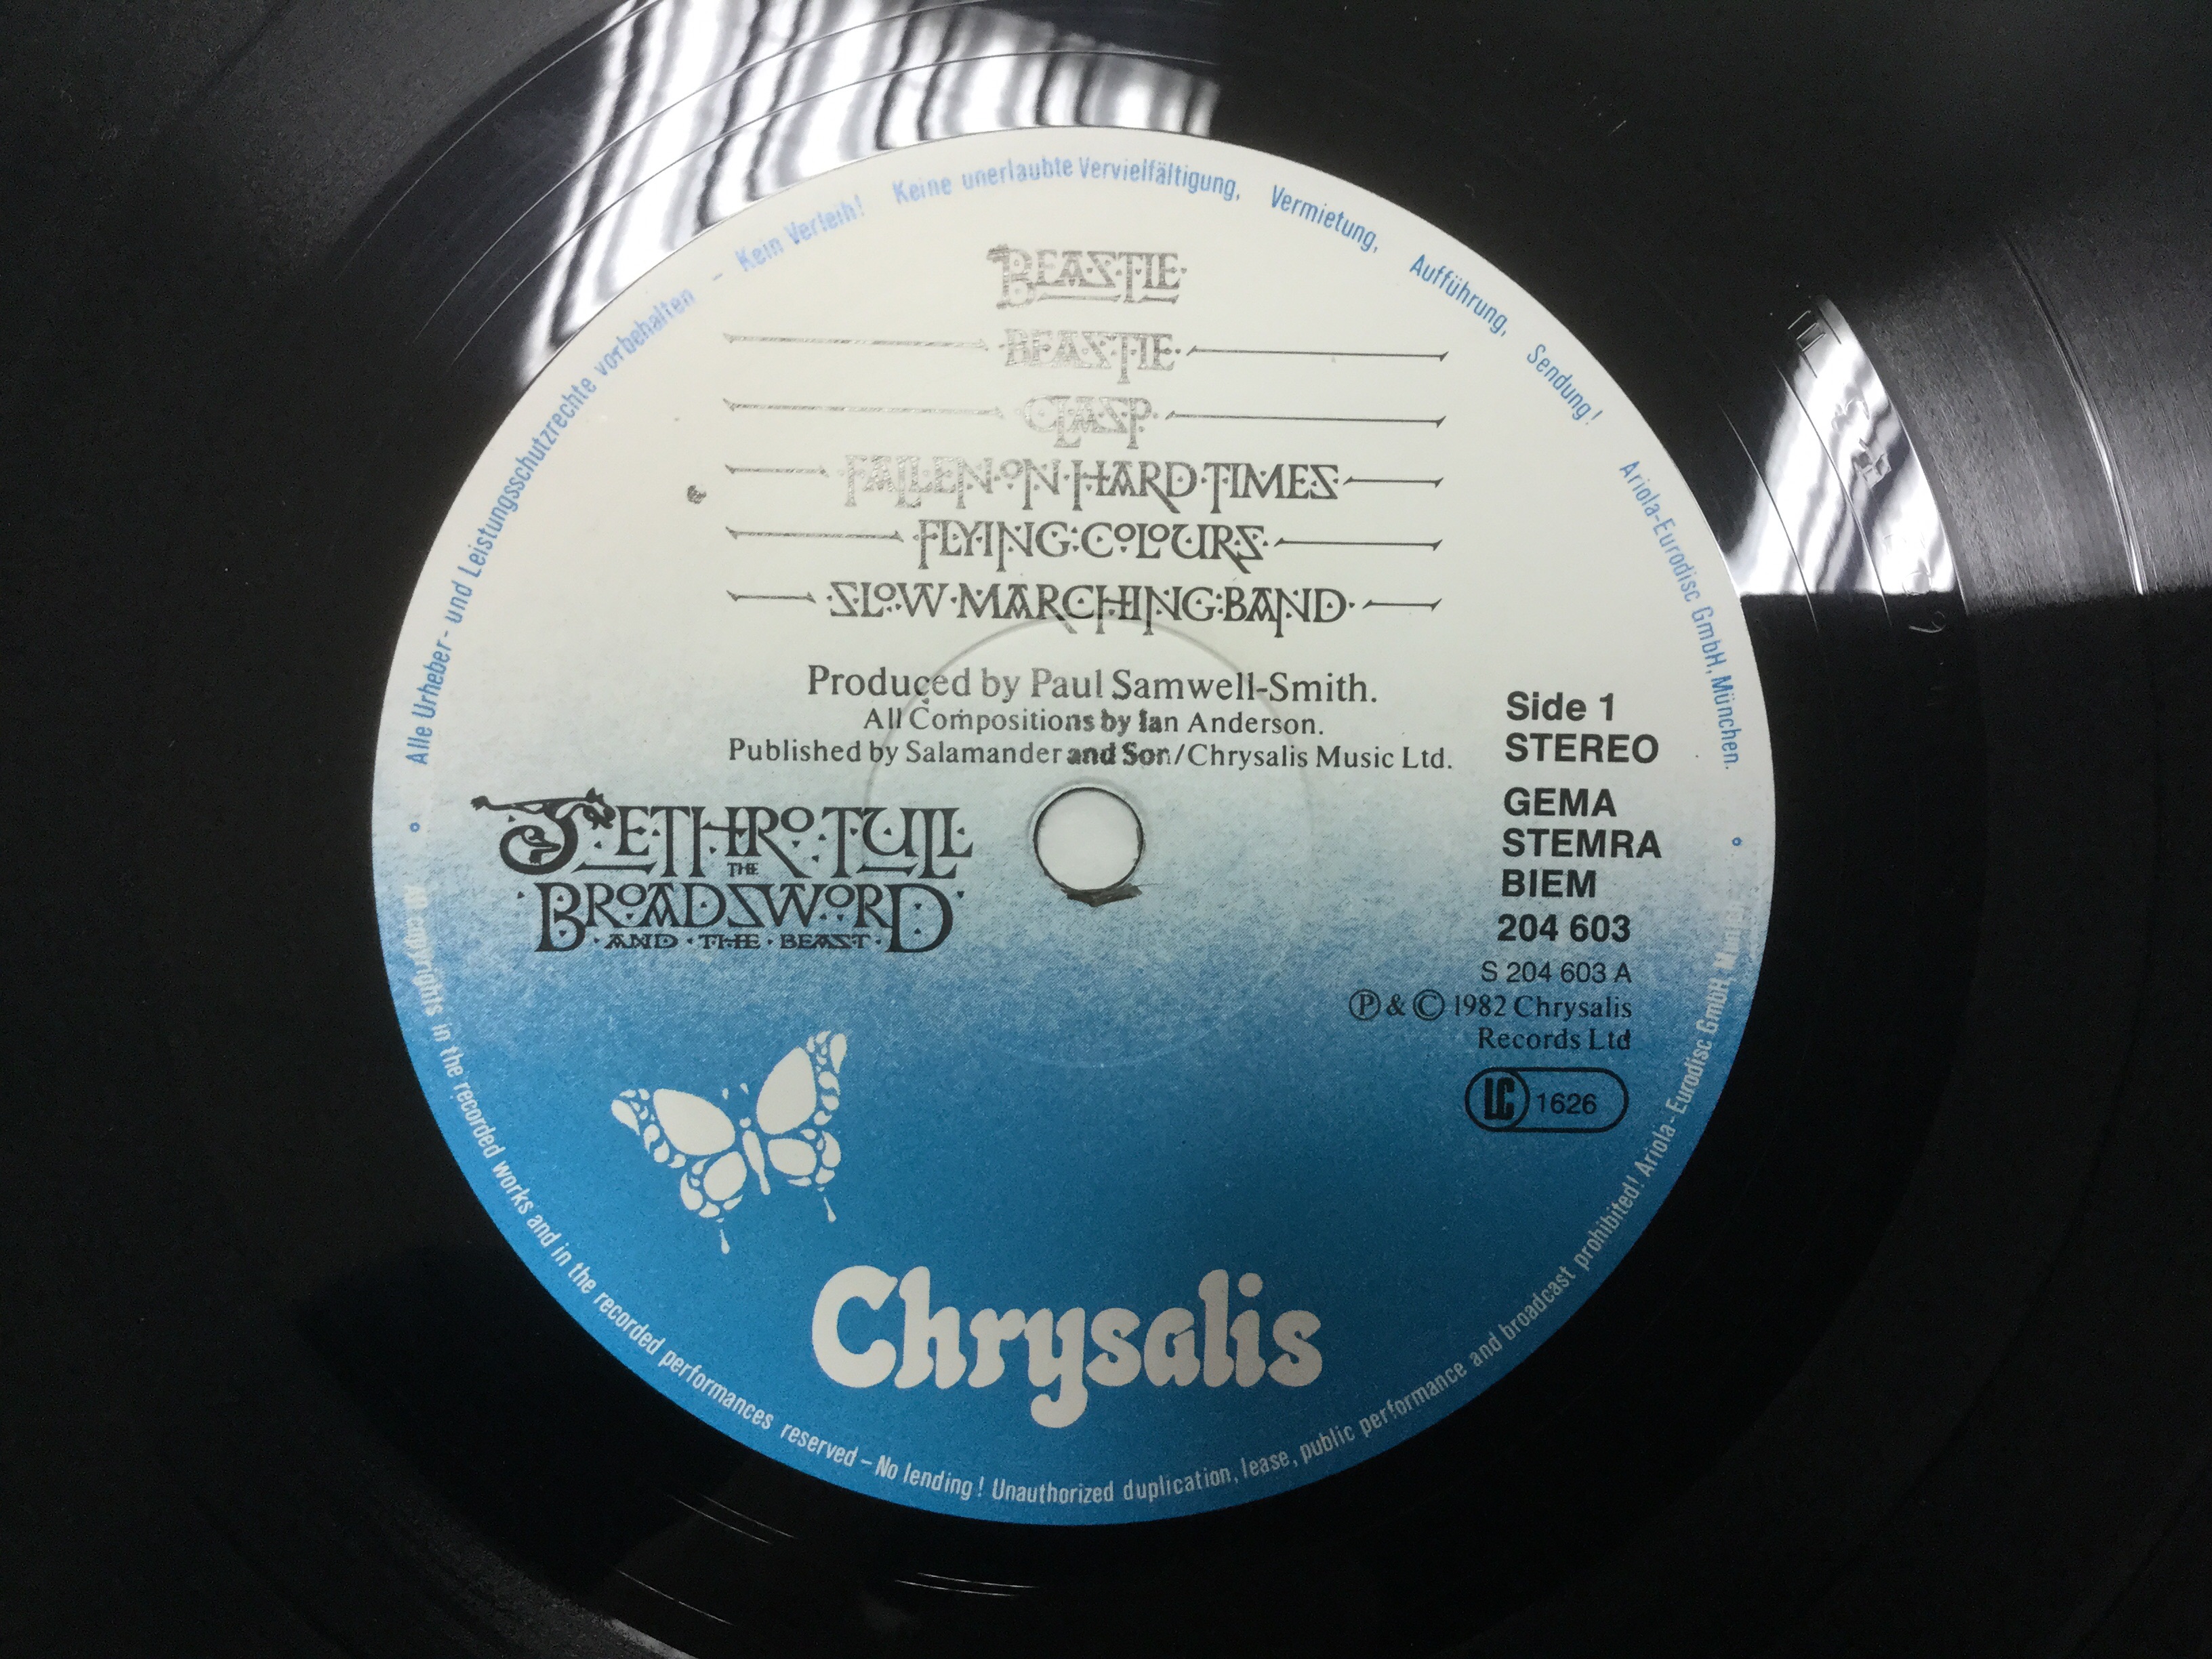 Alle Urheber- und Leistungsschutzrechte vorbehalten – Kein Verleih! Keine unerlaubte Vervielfältigung, Vermietung, Aufführung, Sendung! Ariola-Eurodisc GmbH, München.
BEASTIE
BEASTIE
CLASP
FALLEN·ON·HARD·TIMES
FLYING·COLOURS
SLOW·MARCHING·BAND
Produced by Paul Samwell-Smith.
All Compositions by Ian Anderson.
Published by Salamander and Son/Chrysalis Music Ltd.
Side 1
STEREO
GEMA
STEMRA
BIEM
204 603
S 204 603 A
Ⓟ & © 1982 Chrysalis
Records Ltd
LC 1626
JETHRO·TULL
THE
BROADSWORD
·AND·THE·BEAST·
Chrysalis
All copyrights in the recorded works and in the recorded performances reserved – No lending! Unauthorized duplication, lease, public performance and broadcast prohibited! Ariola-Eurodisc GmbH